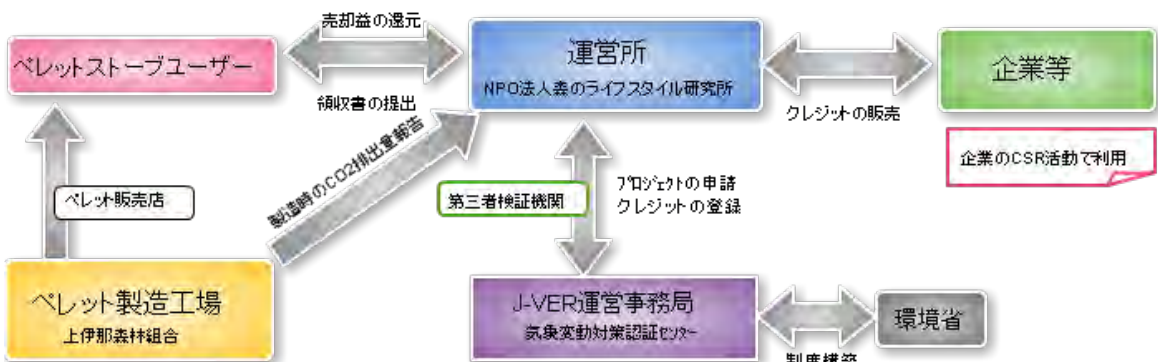 売却益の還元
ペレットストーブユーザー
運営所
NPO法人森のライフスタイル研究所
企業等
領収書の提出
クレジットの販売
企業のCSR活動で利用
製造時のCO2排出量報告
ペレット販売店
第三者検証機関
プロジェクトの申請
クレジットの登録
ペレット製造工場
上伊那森林組合
J-VER運営事務局
気象変動対策認証センター
環境省
制度構築